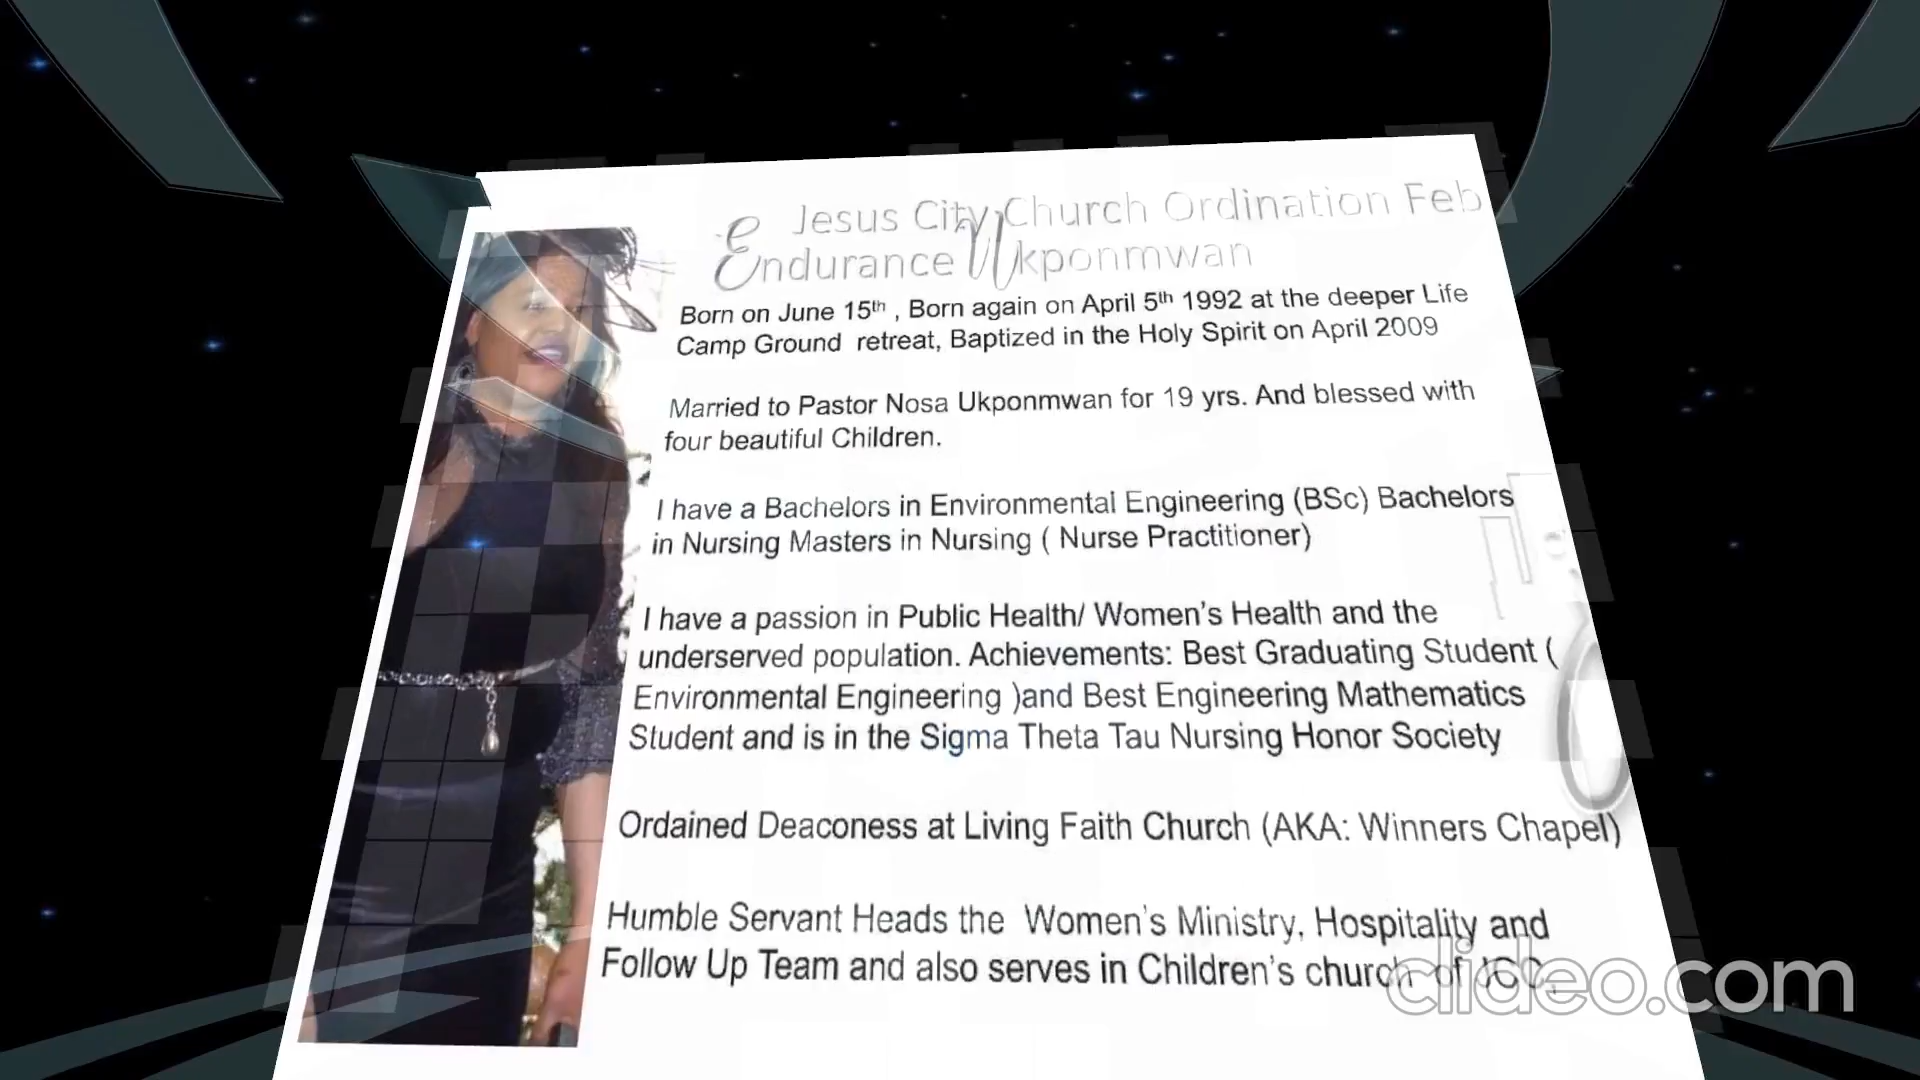 Jesus City Church Ordination Feb
Endurance Ukponmwan
Born on June 15th , Born again on April 5th 1992 at the deeper Life
Camp Ground retreat, Baptized in the Holy Spirit on April 2009
Married to Pastor Nosa Ukponmwan for 19 yrs. And blessed with
four beautiful Children.
I have a Bachelors in Environmental Engineering (BSc) Bachelors
in Nursing Masters in Nursing ( Nurse Practitioner)
I have a passion in Public Health/ Women's Health and the
underserved population. Achievements: Best Graduating Student (
Environmental Engineering )and Best Engineering Mathematics
Student and is in the Sigma Theta Tau Nursing Honor Society
Ordained Deaconess at Living Faith Church (AKA: Winners Chapel)
Humble Servant Heads the Women's Ministry, Hospitality and
Follow Up Team and also serves in Children's church of JCC,
clideo.com